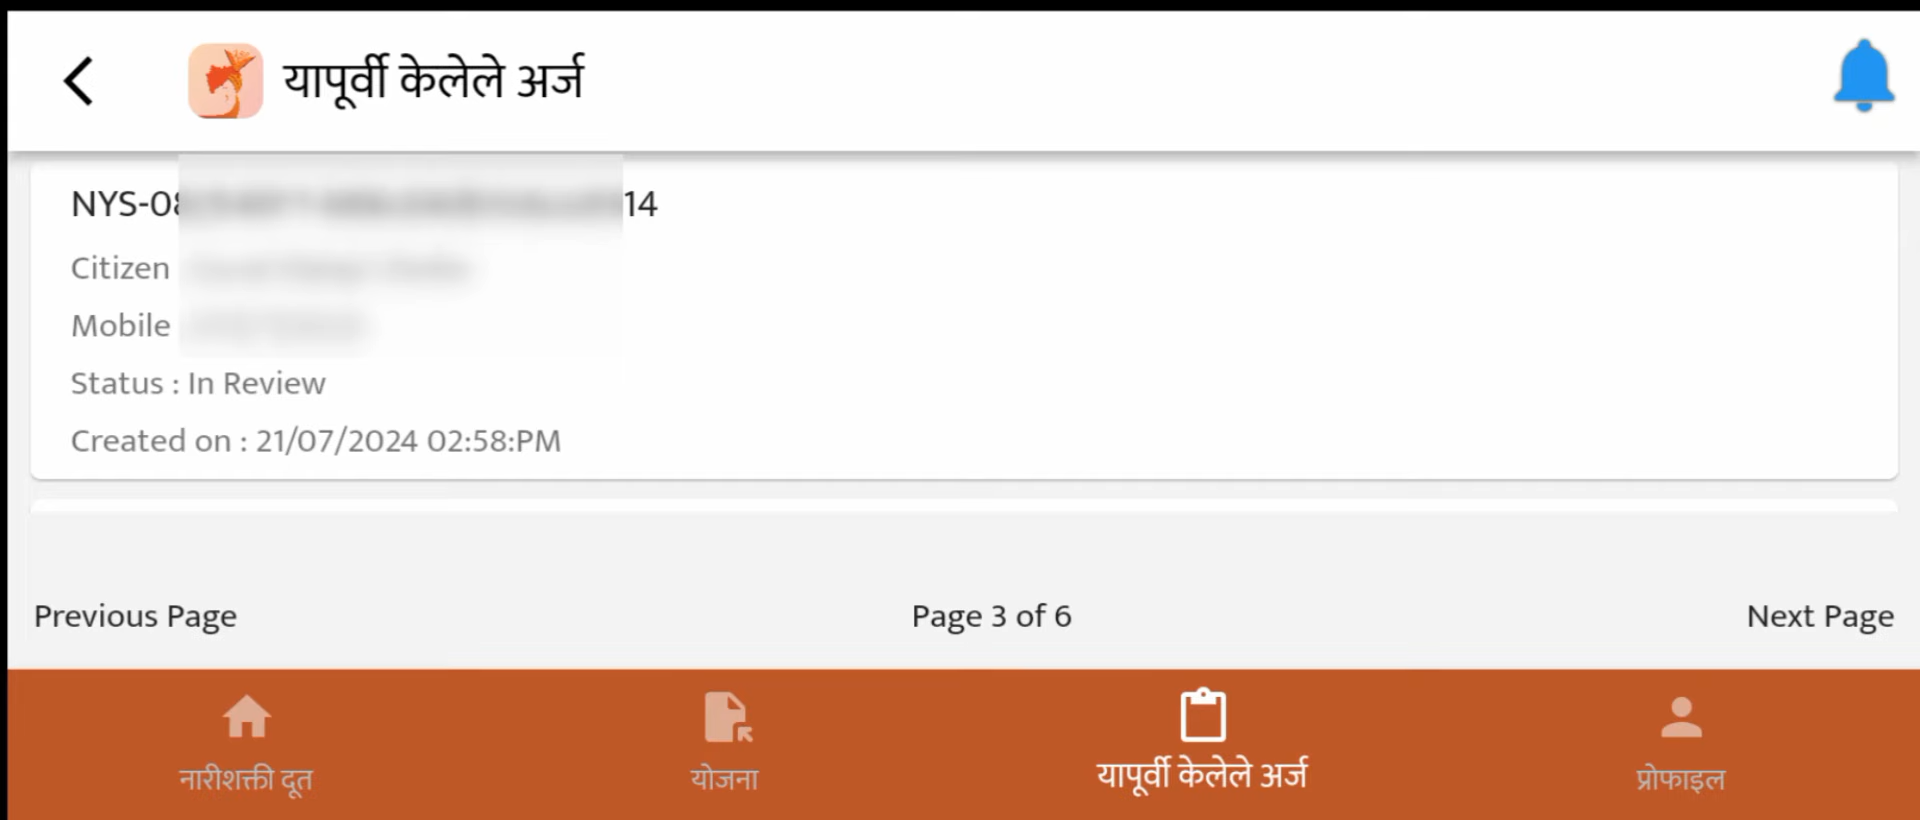 यापूर्वी केलेले अर्ज
NYS-08 14
Citizen
Mobile
Status : In Review
Created on : 21/07/2024 02:58:PM
Previous Page
Page 3 of 6
Next Page
नारीशक्ती दूत
योजना
यापूर्वी केलेले अर्ज
प्रोफाइल